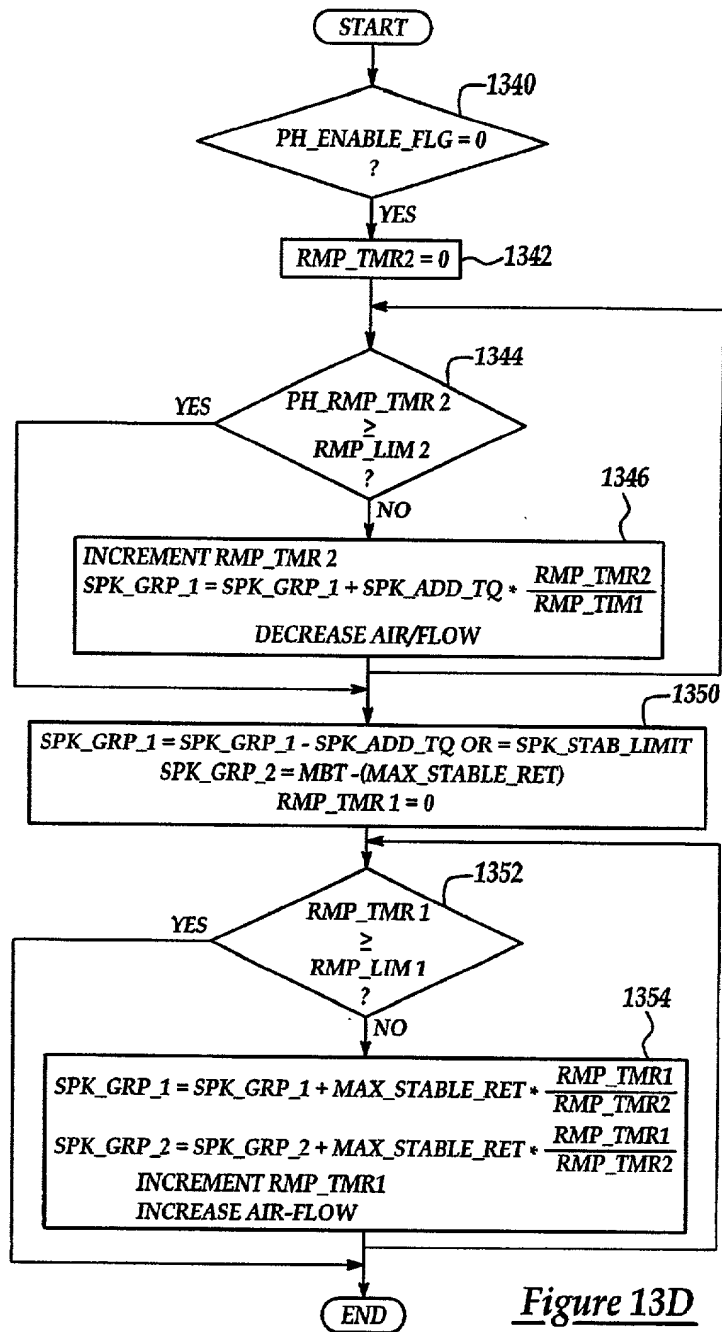 START
1340
PH_ENABLE_FLG = 0
?
YES
RMP_TMR2 = 0
1342
1344
YES
PH_RMP_TMR 2
≥
RMP_LIM 2
?
NO
1346
INCREMENT RMP_TMR 2
SPK_GRP_1 = SPK_GRP_1 + SPK_ADD_TQ * RMP_TMR2
RMP_TIM1
DECREASE AIR/FLOW
1350
SPK_GRP_1 = SPK_GRP_1 - SPK_ADD_TQ OR = SPK_STAB_LIMIT
SPK_GRP_2 = MBT -(MAX_STABLE_RET)
RMP_TMR 1 = 0
1352
YES
RMP_TMR 1
≥
RMP_LIM 1
?
NO
1354
SPK_GRP_1 = SPK_GRP_1 + MAX_STABLE_RET * RMP_TMR1
RMP_TMR2
SPK_GRP_2 = SPK_GRP_2 + MAX_STABLE_RET * RMP_TMR1
RMP_TMR2
INCREMENT RMP_TMR1
INCREASE AIR-FLOW
END
Figure 13D